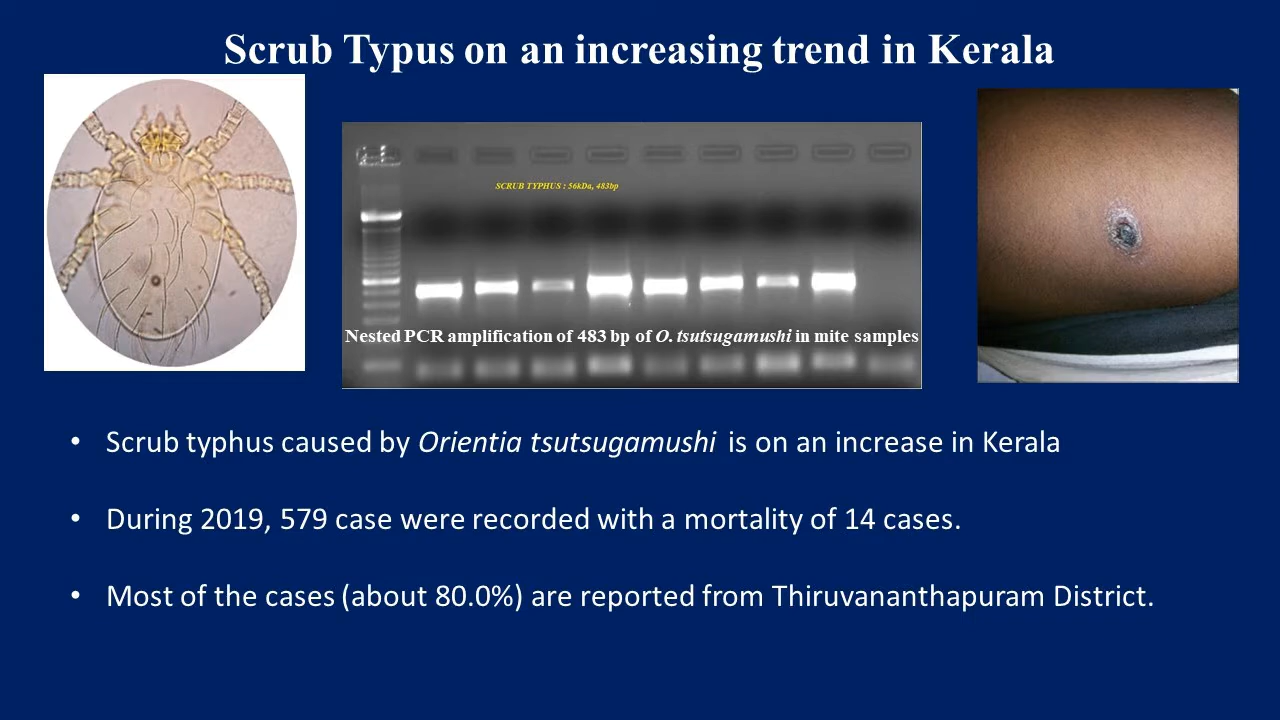 Scrub Typus on an increasing trend in Kerala
SCRUB TYPHUS : 56kDa, 483bp
Nested PCR amplification of 483 bp of O. tsutsugamushi in mite samples
• Scrub typhus caused by Orientia tsutsugamushi is on an increase in Kerala
• During 2019, 579 case were recorded with a mortality of 14 cases.
• Most of the cases (about 80.0%) are reported from Thiruvananthapuram District.